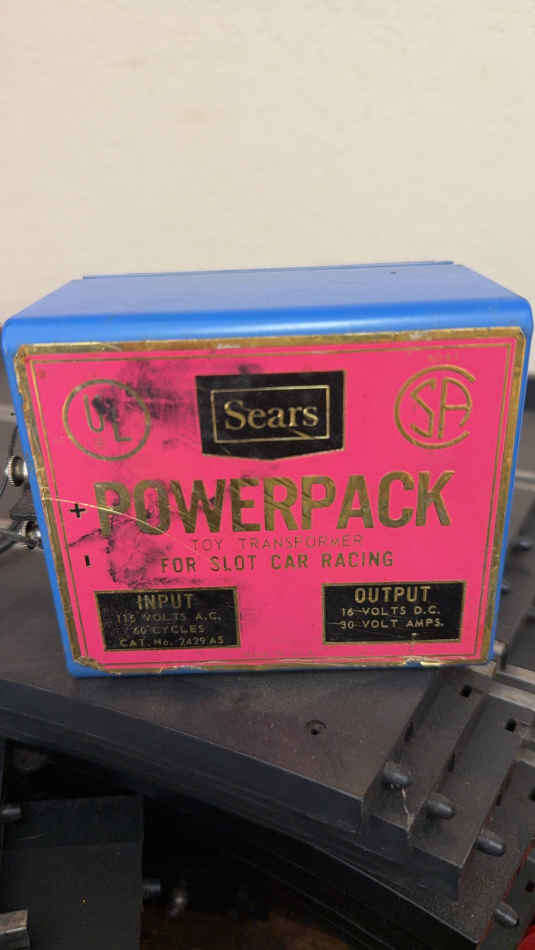 UL
Sears
SA
POWERPACK
+
TOY TRANSFORMER
-
FOR SLOT CAR RACING
INPUT
115 VOLTS A.C.
60 CYCLES
CAT. No. 2429 AS
OUTPUT
16 VOLTS D.C.
30 VOLT AMPS.